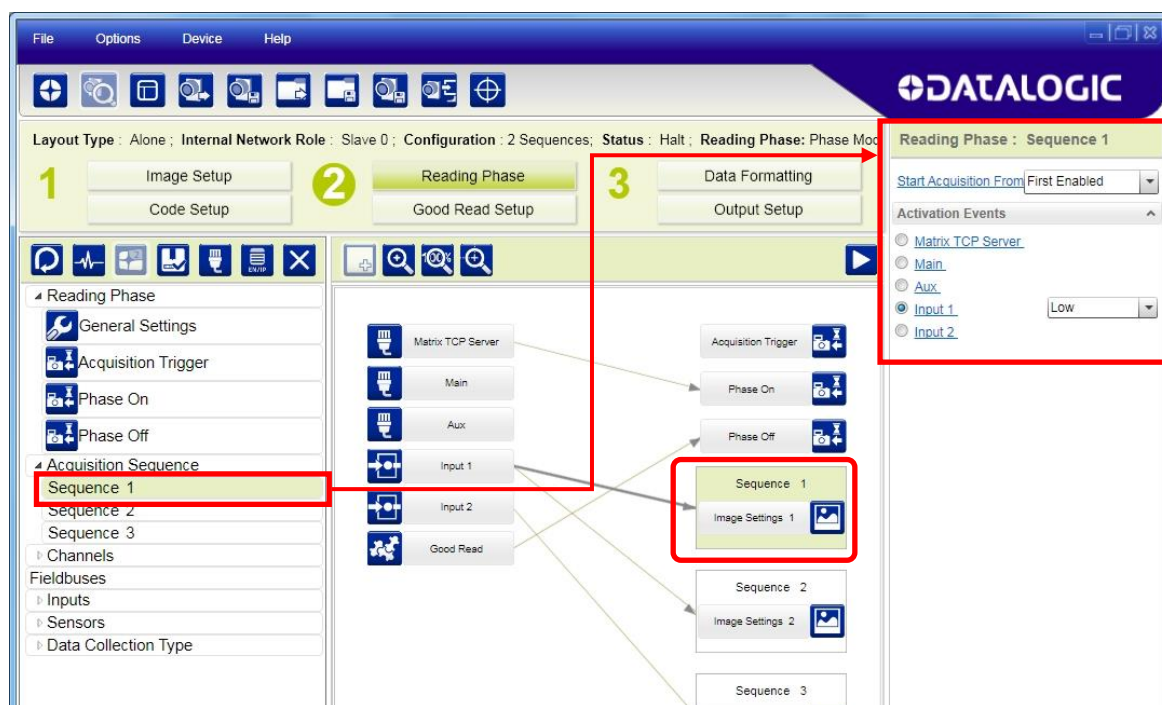 File Options Device Help
DATALOGIC
Layout Type : Alone ; Internal Network Role : Slave 0 ; Configuration : 2 Sequences; Status : Halt ; Reading Phase: Phase Mod
1 Image Setup
Code Setup
2 Reading Phase
Good Read Setup
3 Data Formatting
Output Setup
EN/IP
Reading Phase
General Settings
Acquisition Trigger
Phase On
Phase Off
Acquisition Sequence
Sequence 1
Sequence 2
Sequence 3
Channels
Fieldbuses
Inputs
Sensors
Data Collection Type
100%
Matrix TCP Server
Main
Aux
Input 1
Input 2
Good Read
Acquisition Trigger
Phase On
Phase Off
Sequence 1
Image Settings 1
Sequence 2
Image Settings 2
Sequence 3
Reading Phase : Sequence 1
Start Acquisition From First Enabled
Activation Events
Matrix TCP Server
Main
Aux
Input 1 Low
Input 2